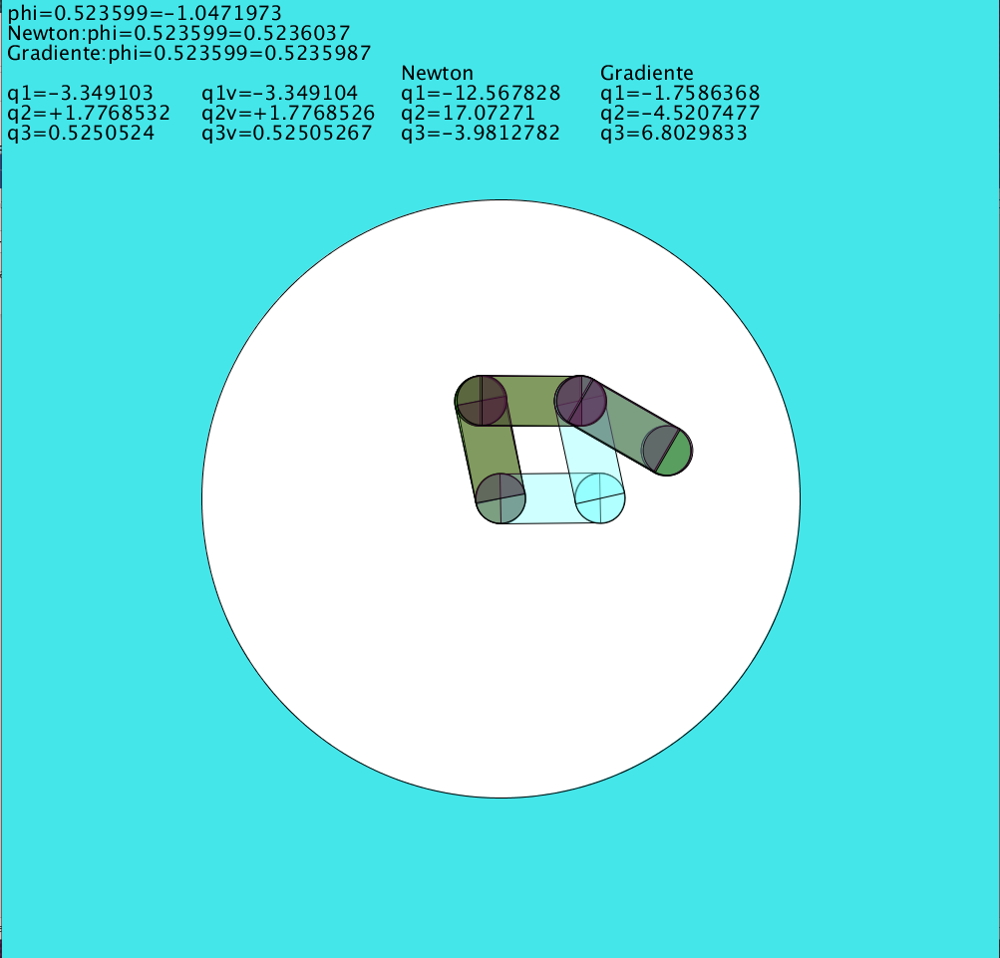 phi=0.523599=-1.0471973
Newton:phi=0.523599=0.5236037
Gradiente:phi=0.523599=0.5235987
Newton Gradiente
q1=-3.349103 q1v=-3.349104 q1=-12.567828 q1=-1.7586368
q2=+1.7768532 q2v=+1.7768526 q2=17.07271 q2=-4.5207477
q3=0.5250524 q3v=0.52505267 q3=-3.9812782 q3=6.8029833